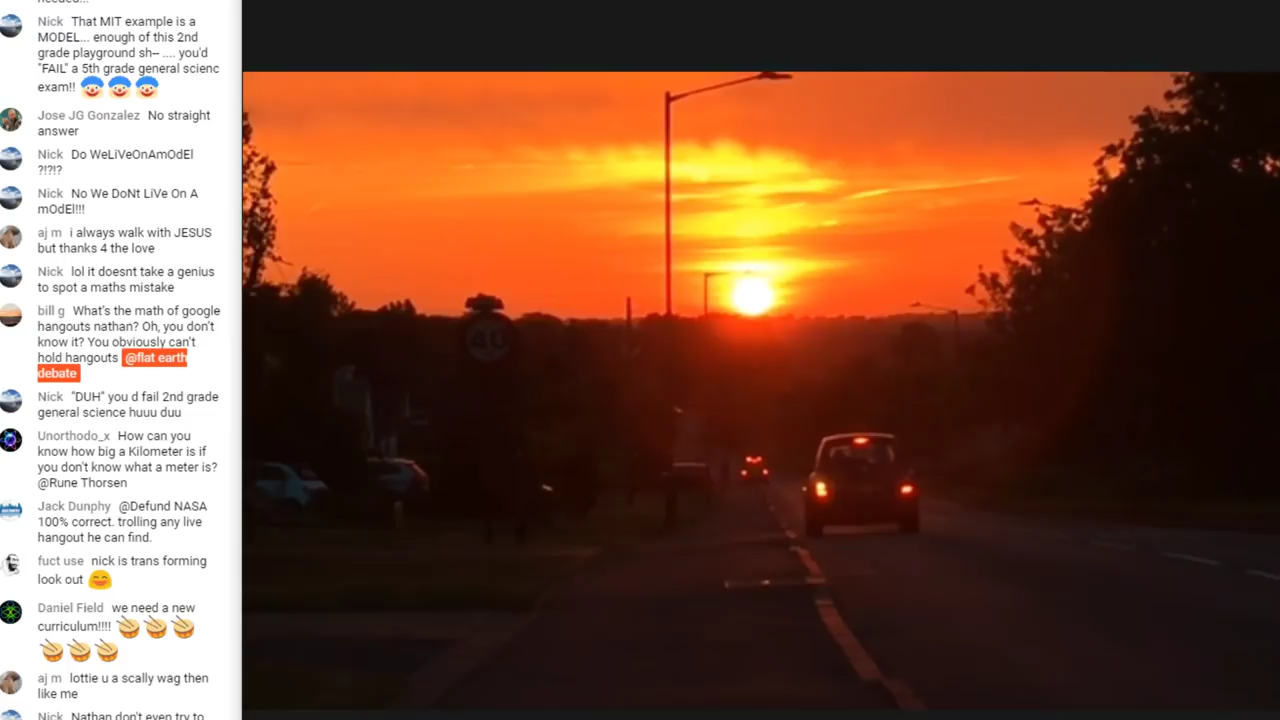 needed...
Nick That MIT example is a
MODEL... enough of this 2nd
grade playground sh-- .... you'd
"FAIL" a 5th grade general scienc
exam!!
Jose JG Gonzalez No straight
answer
Nick Do WeLiVeOnAmOdEl
?!?!?
Nick No We DoNt LiVe On A
mOdEl!!!
aj m i always walk with JESUS
but thanks 4 the love
Nick lol it doesnt take a genius
to spot a maths mistake
bill g What's the math of google
hangouts nathan? Oh, you don't
know it? You obviously can't
hold hangouts @flat earth
debate
Nick "DUH" you d fail 2nd grade
general science huuu duu
Unorthodo_x How can you
know how big a Kilometer is if
you don't know what a meter is?
@Rune Thorsen
Jack Dunphy @Defund NASA
100% correct. trolling any live
hangout he can find.
fuct use nick is trans forming
look out
Daniel Field we need a new
curriculum!!!!
aj m lottie u a scally wag then
like me
Nick Nathan don't even try to
40